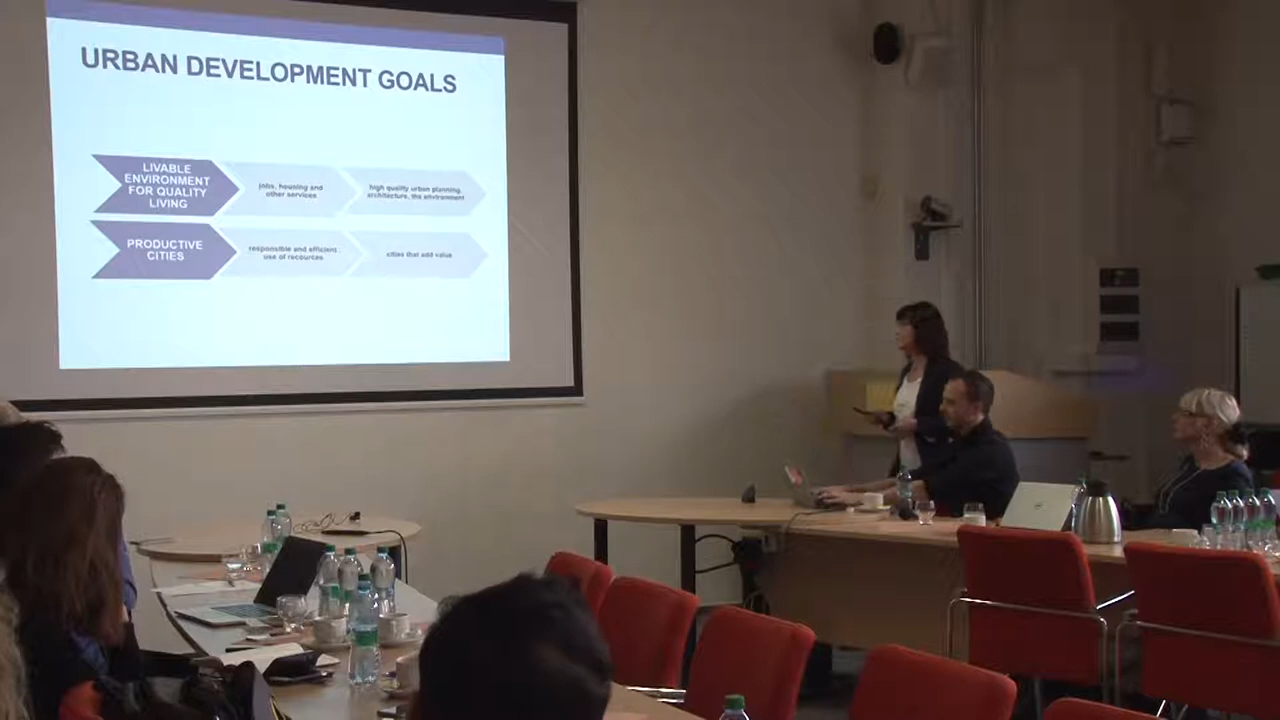 URBAN DEVELOPMENT GOALS
LIVABLE
ENVIRONMENT
FOR QUALITY
LIVING
jobs, housing and
other services
high quality urban planning,
architecture, the environment
PRODUCTIVE
CITIES
responsible and efficient
use of recources
cities that add value